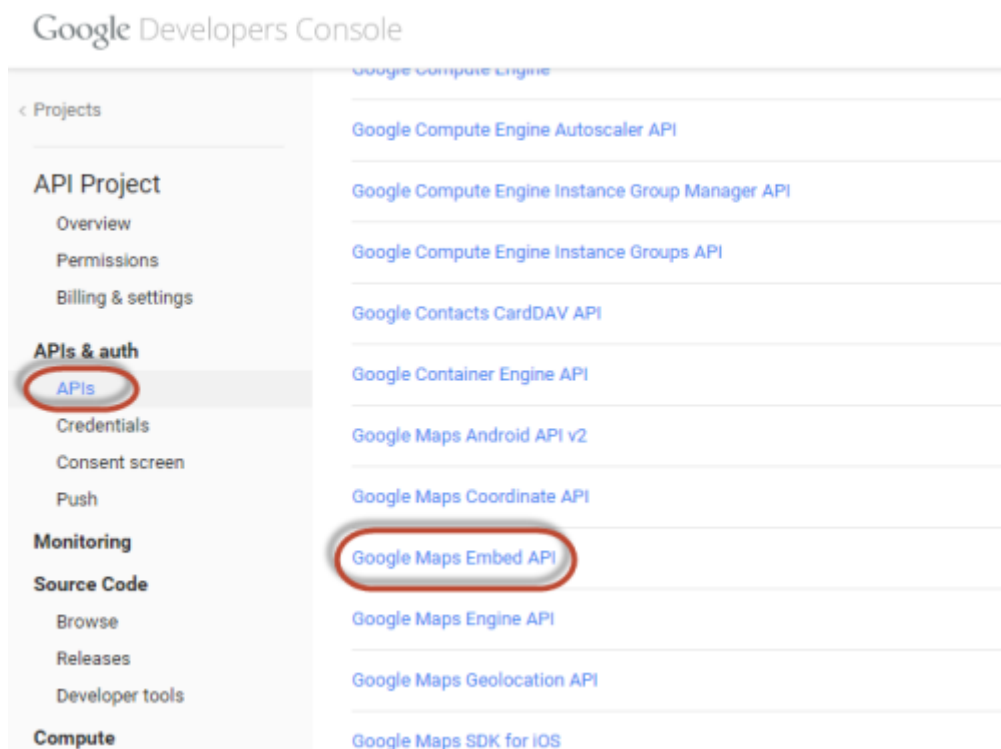 Google Developers Console
< Projects
API Project
Overview
Permissions
Billing & settings
APIs & auth
APIs
Credentials
Consent screen
Push
Monitoring
Source Code
Browse
Releases
Developer tools
Compute
Google Compute Engine
Google Compute Engine Autoscaler API
Google Compute Engine Instance Group Manager API
Google Compute Engine Instance Groups API
Google Contacts CardDAV API
Google Container Engine API
Google Maps Android API v2
Google Maps Coordinate API
Google Maps Embed API
Google Maps Engine API
Google Maps Geolocation API
Google Maps SDK for iOS